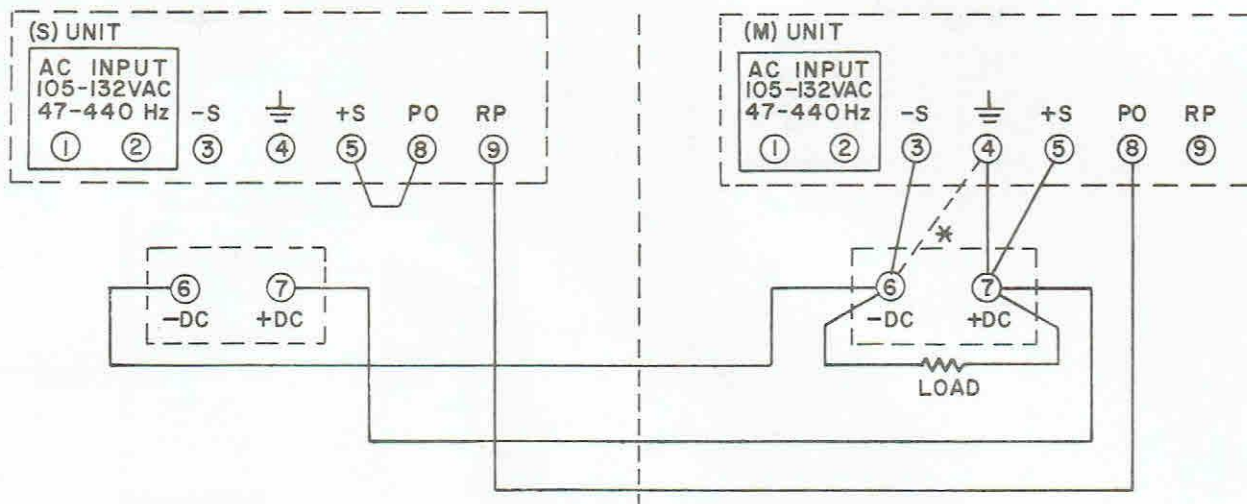 (S) UNIT
AC INPUT
105-132VAC
47-440 Hz
-S
+S
PO
RP
1
2
3
4
5
8
9
6
7
-DC
+DC
(M) UNIT
AC INPUT
105-132VAC
47-440 Hz
-S
+S
PO
RP
1
2
3
4
5
8
9
*
6
7
-DC
+DC
LOAD